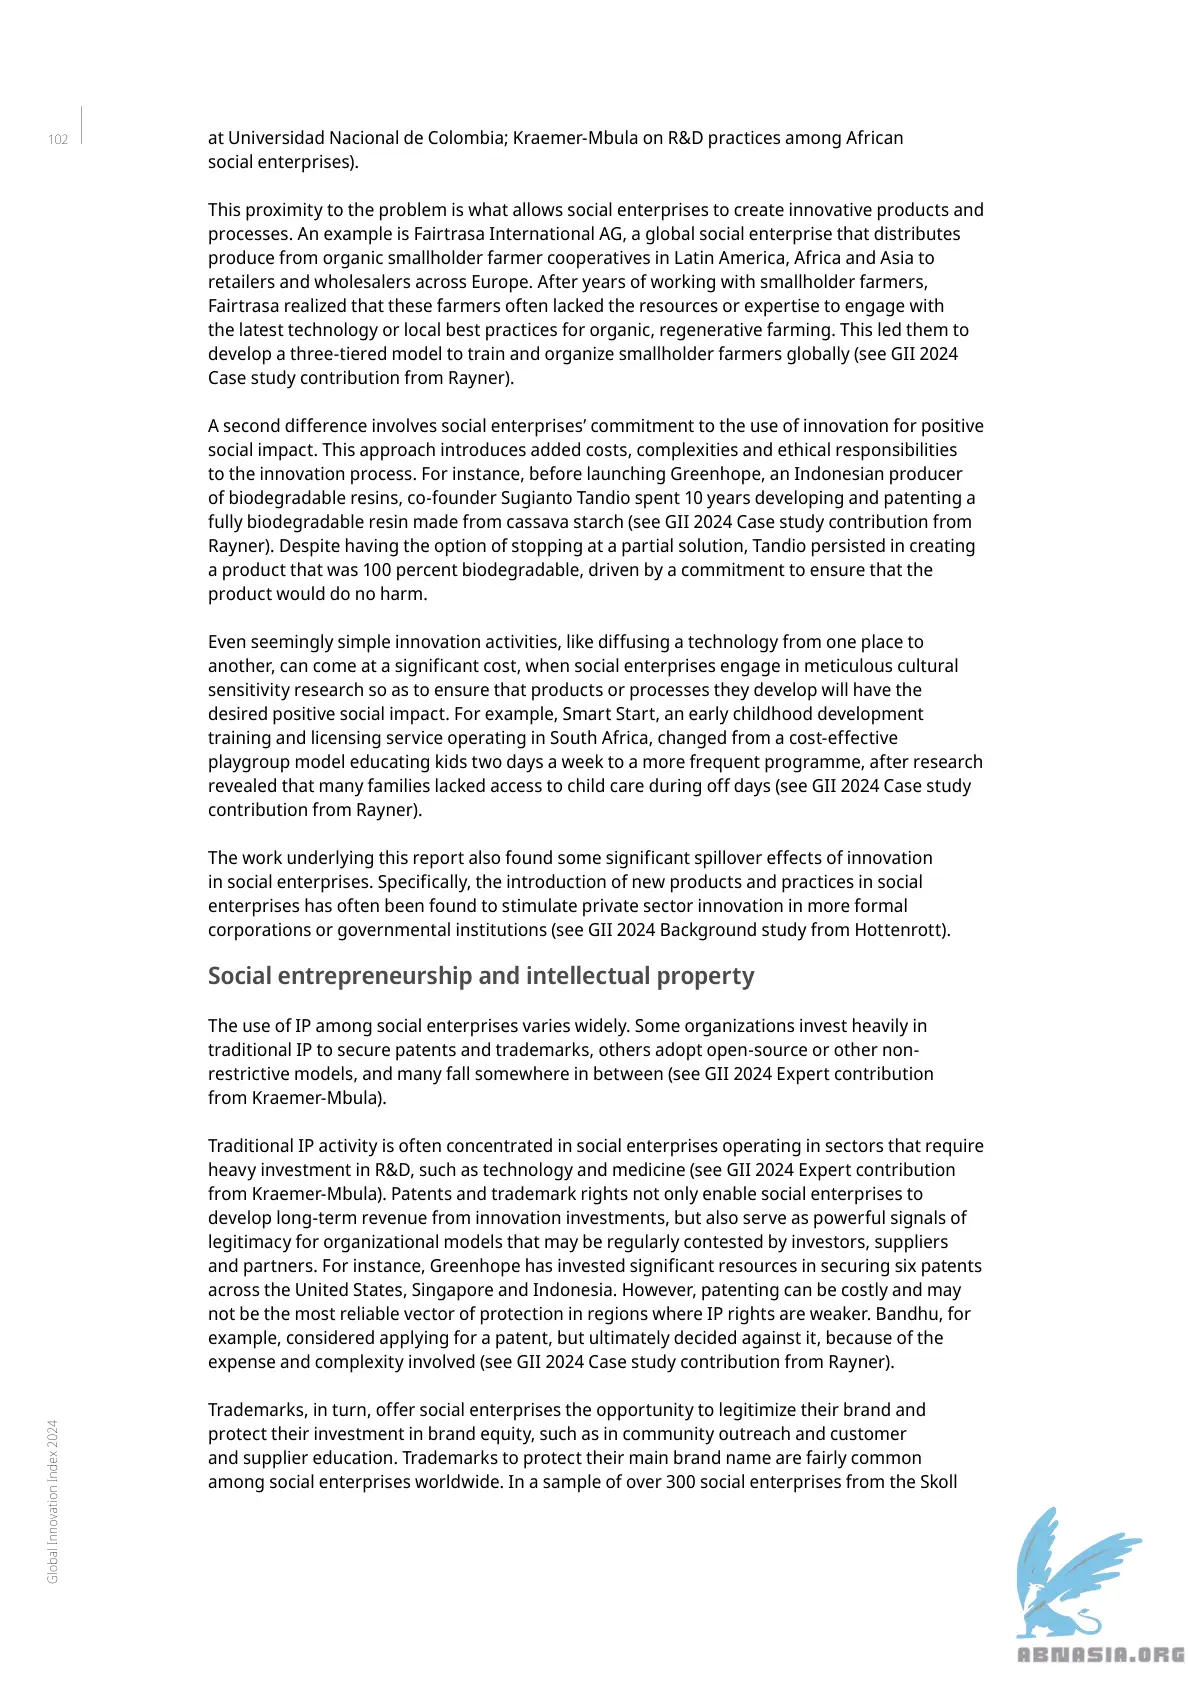 102
at Universidad Nacional de Colombia; Kraemer-Mbula on R&D practices among African
social enterprises).
This proximity to the problem is what allows social enterprises to create innovative products and
processes. An example is Fairtrasa International AG, a global social enterprise that distributes
produce from organic smallholder farmer cooperatives in Latin America, Africa and Asia to
retailers and wholesalers across Europe. After years of working with smallholder farmers,
Fairtrasa realized that these farmers often lacked the resources or expertise to engage with
the latest technology or local best practices for organic, regenerative farming. This led them to
develop a three-tiered model to train and organize smallholder farmers globally (see GII 2024
Case study contribution from Rayner).
A second difference involves social enterprises’ commitment to the use of innovation for positive
social impact. This approach introduces added costs, complexities and ethical responsibilities
to the innovation process. For instance, before launching Greenhope, an Indonesian producer
of biodegradable resins, co-founder Sugianto Tandio spent 10 years developing and patenting a
fully biodegradable resin made from cassava starch (see GII 2024 Case study contribution from
Rayner). Despite having the option of stopping at a partial solution, Tandio persisted in creating
a product that was 100 percent biodegradable, driven by a commitment to ensure that the
product would do no harm.
Even seemingly simple innovation activities, like diffusing a technology from one place to
another, can come at a significant cost, when social enterprises engage in meticulous cultural
sensitivity research so as to ensure that products or processes they develop will have the
desired positive social impact. For example, Smart Start, an early childhood development
training and licensing service operating in South Africa, changed from a cost-effective
playgroup model educating kids two days a week to a more frequent programme, after research
revealed that many families lacked access to child care during off days (see GII 2024 Case study
contribution from Rayner).
The work underlying this report also found some significant spillover effects of innovation
in social enterprises. Specifically, the introduction of new products and practices in social
enterprises has often been found to stimulate private sector innovation in more formal
corporations or governmental institutions (see GII 2024 Background study from Hottenrott).
Social entrepreneurship and intellectual property
The use of IP among social enterprises varies widely. Some organizations invest heavily in
traditional IP to secure patents and trademarks, others adopt open-source or other non-
restrictive models, and many fall somewhere in between (see GII 2024 Expert contribution
from Kraemer-Mbula).
Traditional IP activity is often concentrated in social enterprises operating in sectors that require
heavy investment in R&D, such as technology and medicine (see GII 2024 Expert contribution
from Kraemer-Mbula). Patents and trademark rights not only enable social enterprises to
develop long-term revenue from innovation investments, but also serve as powerful signals of
legitimacy for organizational models that may be regularly contested by investors, suppliers
and partners. For instance, Greenhope has invested significant resources in securing six patents
across the United States, Singapore and Indonesia. However, patenting can be costly and may
not be the most reliable vector of protection in regions where IP rights are weaker. Bandhu, for
example, considered applying for a patent, but ultimately decided against it, because of the
expense and complexity involved (see GII 2024 Case study contribution from Rayner).
Trademarks, in turn, offer social enterprises the opportunity to legitimize their brand and
protect their investment in brand equity, such as in community outreach and customer
and supplier education. Trademarks to protect their main brand name are fairly common
among social enterprises worldwide. In a sample of over 300 social enterprises from the Skoll
Global Innovation Index 2024
ABNASIA.ORG